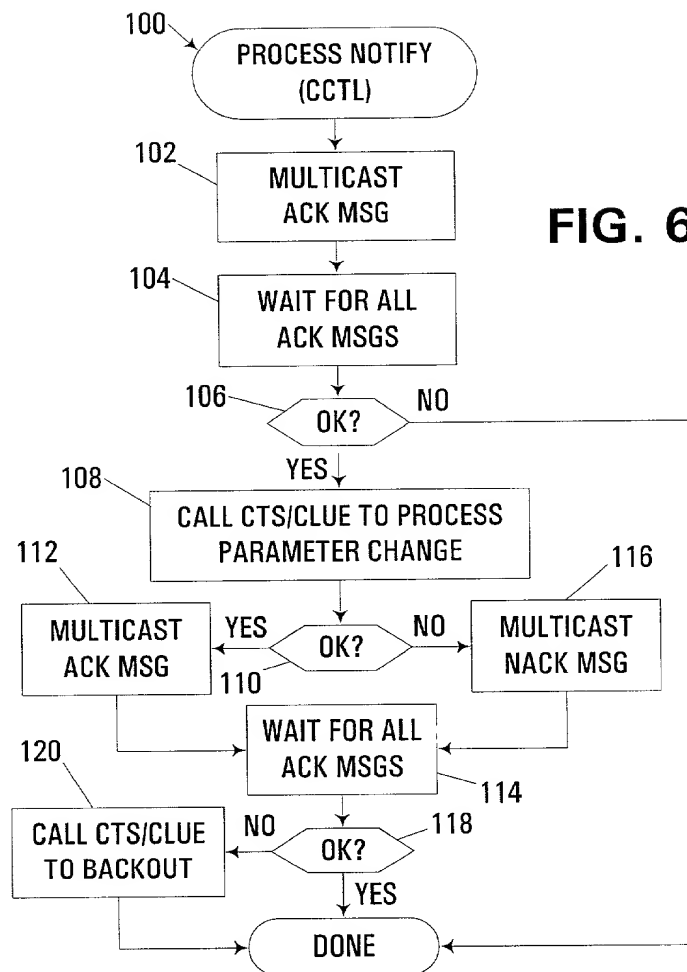 100
PROCESS NOTIFY
(CCTL)
102
MULTICAST
ACK MSG
FIG. 6
104
WAIT FOR ALL
ACK MSGS
106
OK?
NO
YES
108
CALL CTS/CLUE TO PROCESS
PARAMETER CHANGE
112
116
MULTICAST
ACK MSG
YES
OK?
NO
110
MULTICAST
NACK MSG
WAIT FOR ALL
ACK MSGS
114
120
118
CALL CTS/CLUE
TO BACKOUT
NO
OK?
YES
DONE